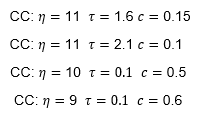 CC: η = 11 τ = 1.6 c = 0.15
CC: η = 11 τ = 2.1 c = 0.1
CC: η = 10 τ = 0.1 c = 0.5
CC: η = 9 τ = 0.1 c = 0.6